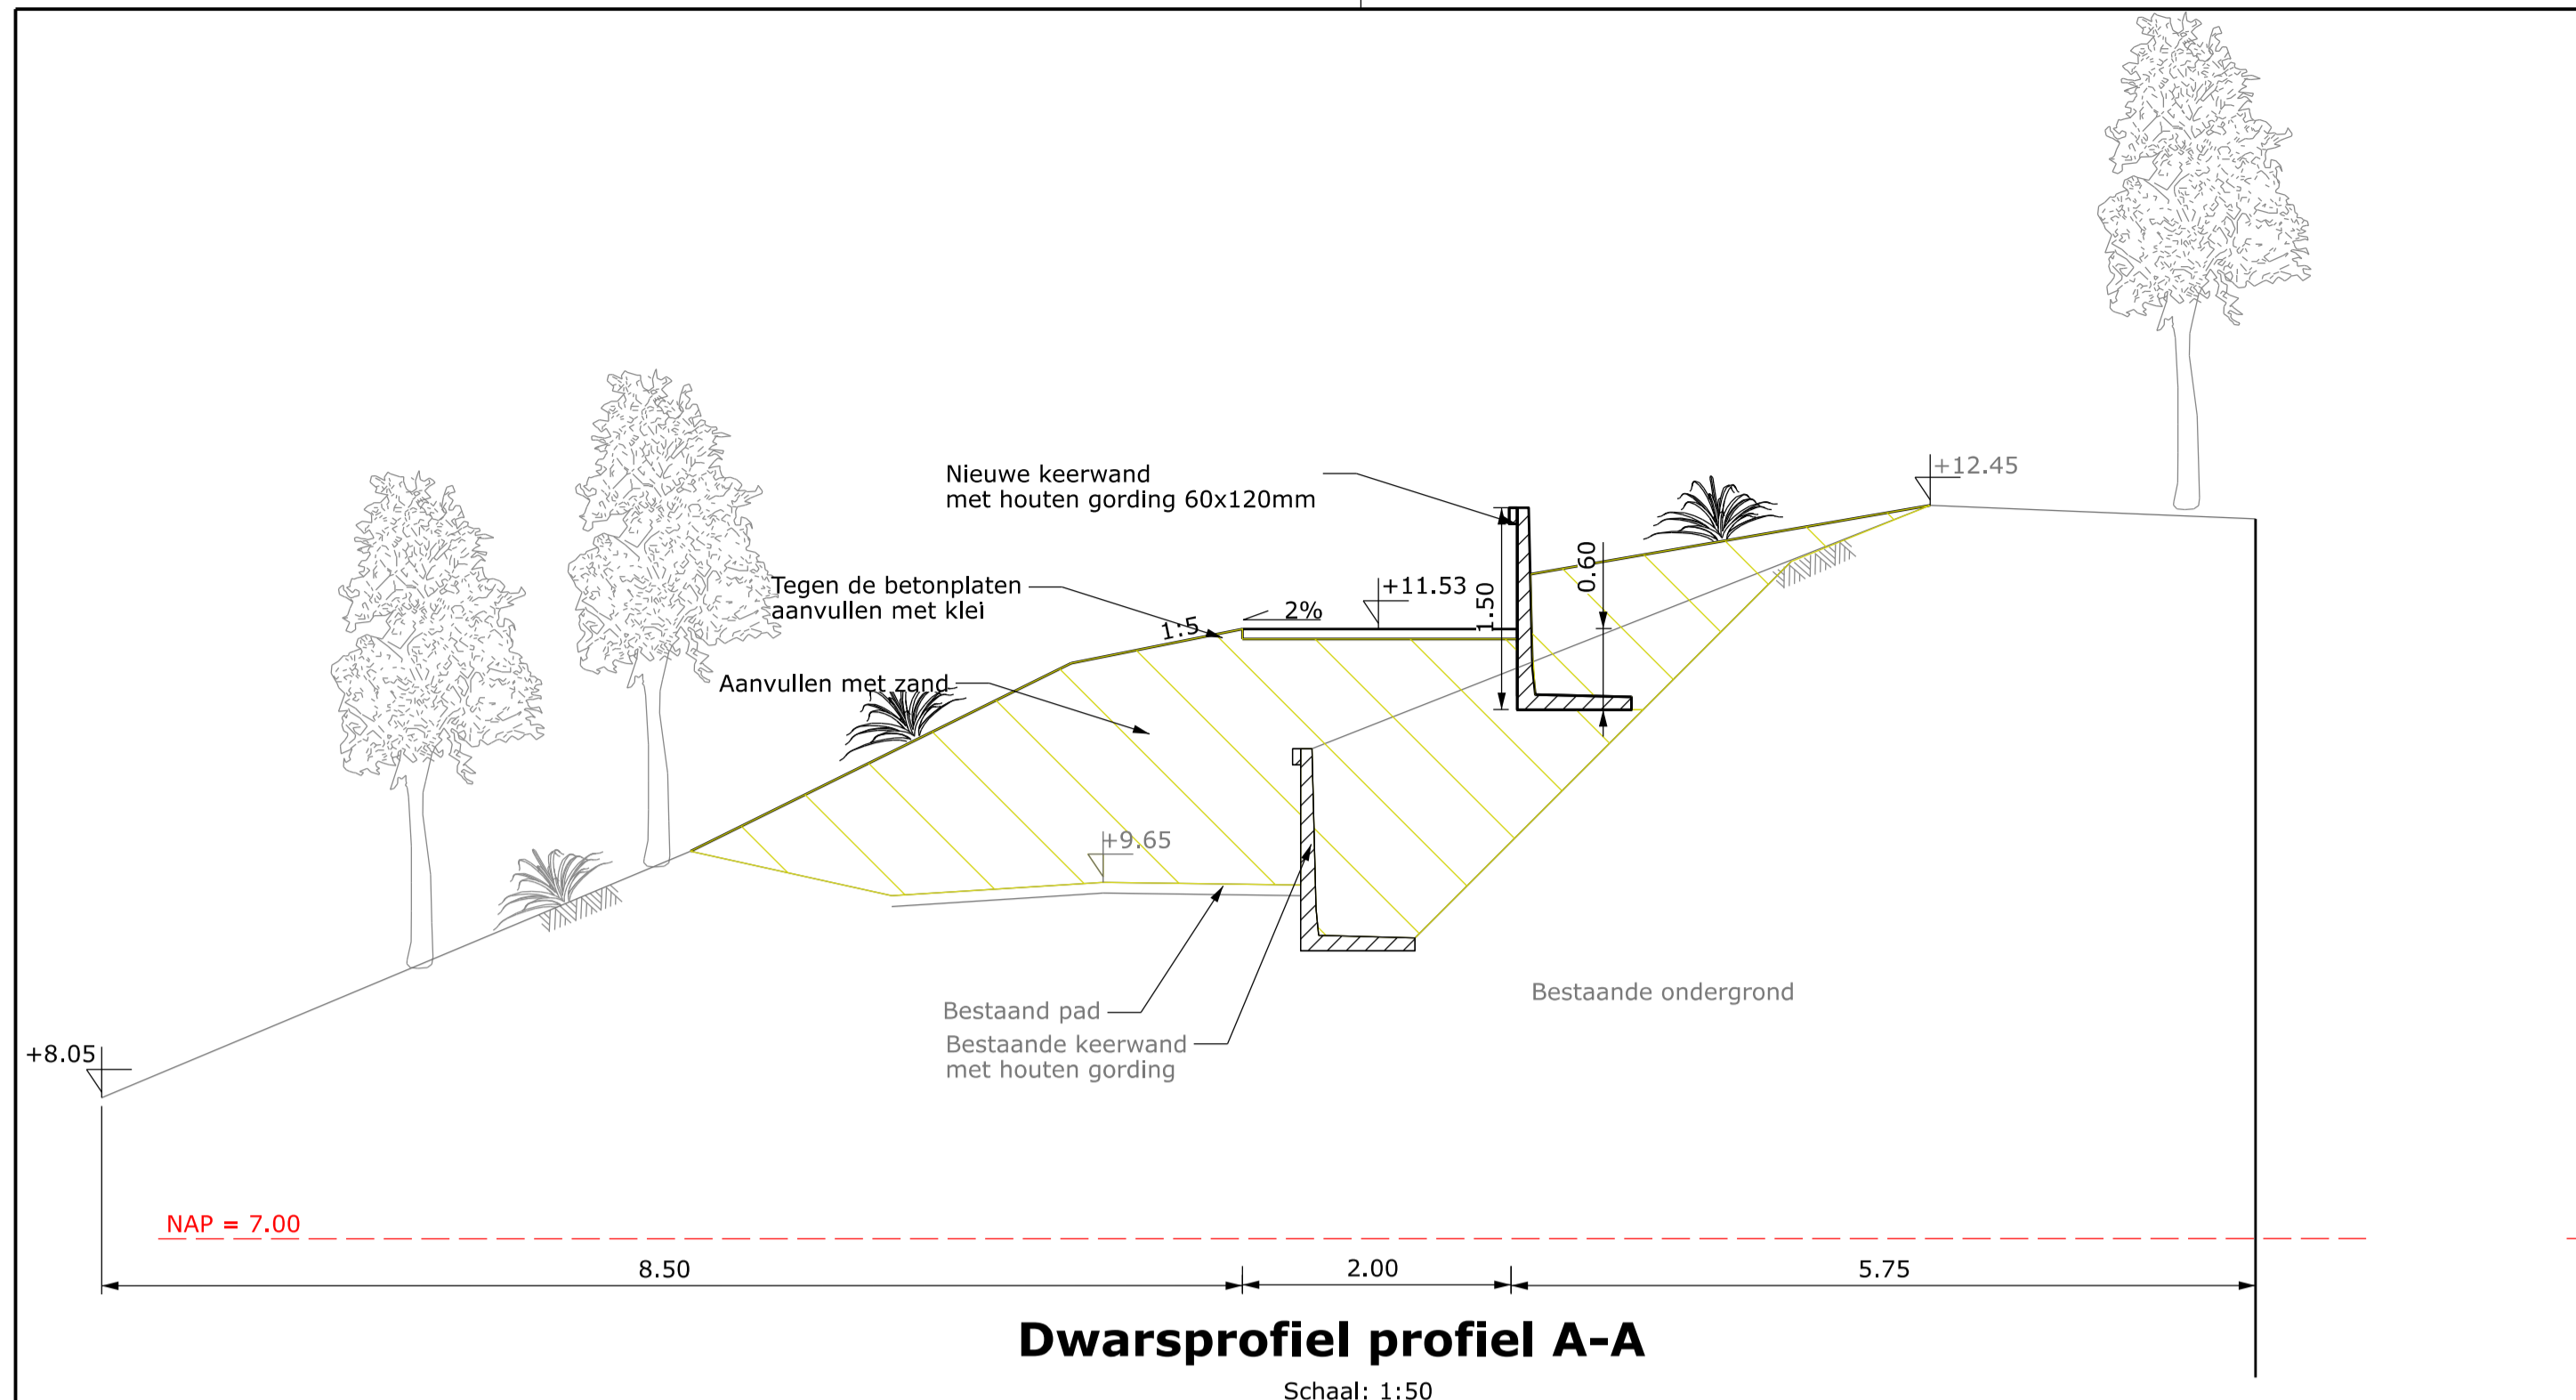 +12.45
Nieuwe keerwand
met houten gording 60x120mm
0.60
Tegen de betonplaten
aanvullen met klei
+11.53
1.50
2%
1:5
Aanvullen met zand
+9.65
Bestaande ondergrond
Bestaand pad
Bestaande keerwand
met houten gording
+8.05
NAP = 7.00
8.50
2.00
5.75
Dwarsprofiel profiel A-A
Schaal: 1:50